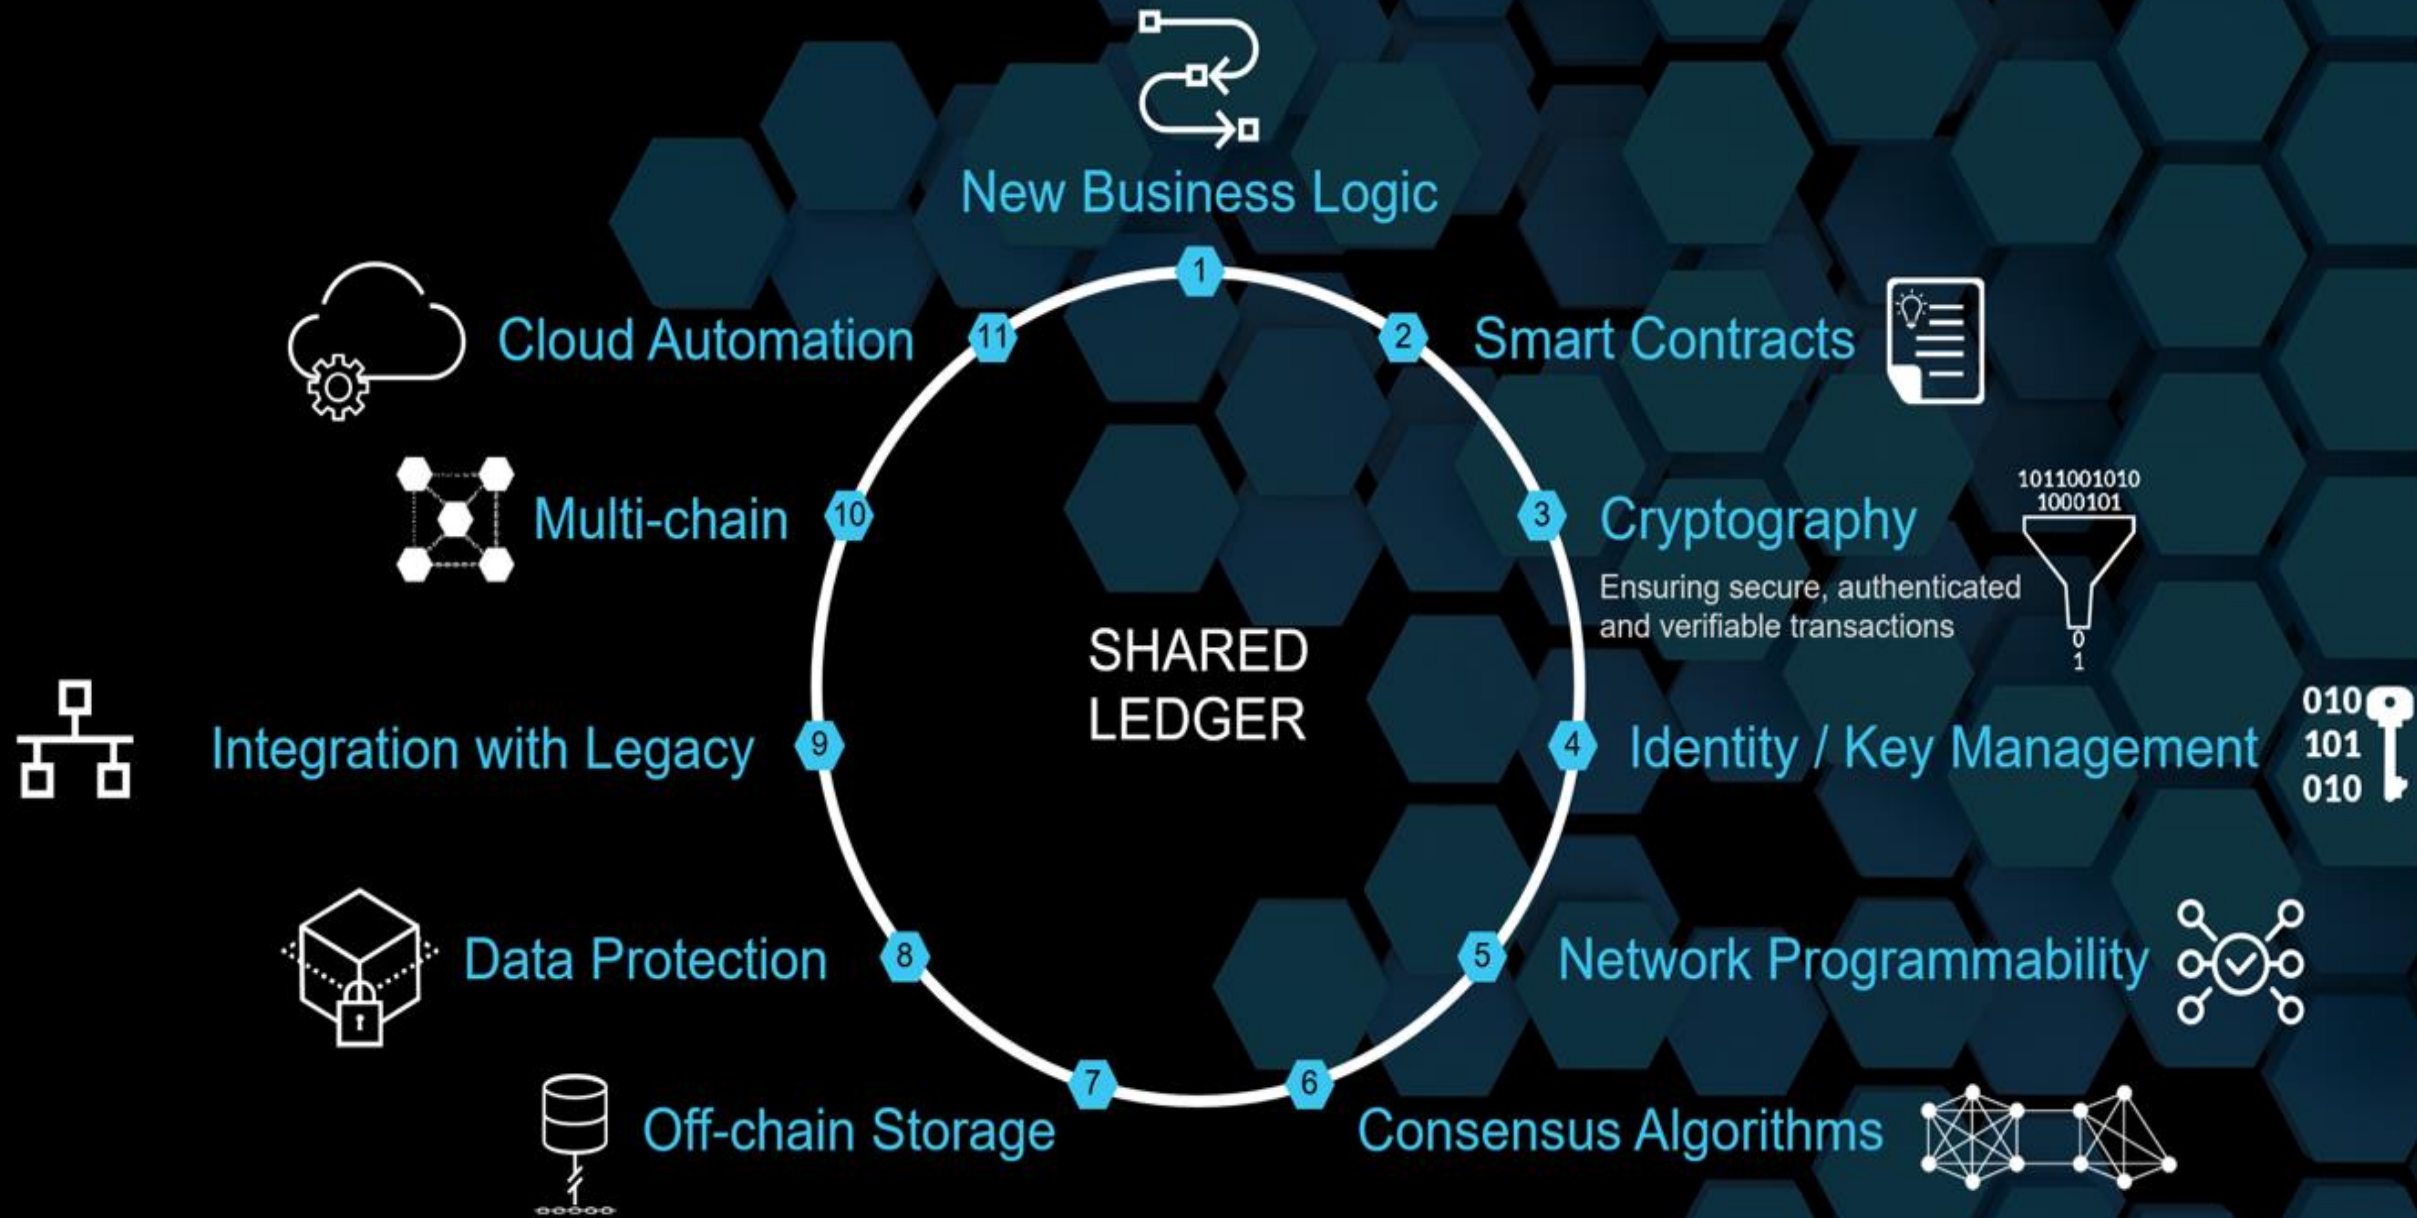 New Business Logic
1
2
Smart Contracts
3
Cryptography
Ensuring secure, authenticated
and verifiable transactions
1011001010
1000101
0
1
4
Identity / Key Management
010
101
010
5
Network Programmability
6
Consensus Algorithms
7
Off-chain Storage
8
Data Protection
9
Integration with Legacy
10
Multi-chain
11
Cloud Automation
SHARED
LEDGER